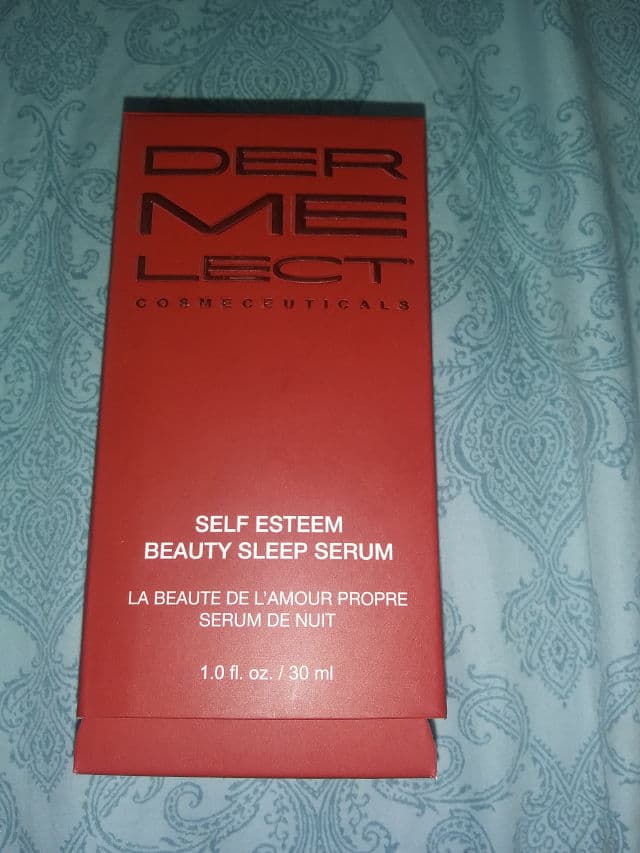 DER
ME
LECT
COSMECEUTICALS
SELF ESTEEM
BEAUTY SLEEP SERUM
LA BEAUTE DE L'AMOUR PROPRE
SERUM DE NUIT
1.0 fl. oz. / 30 ml